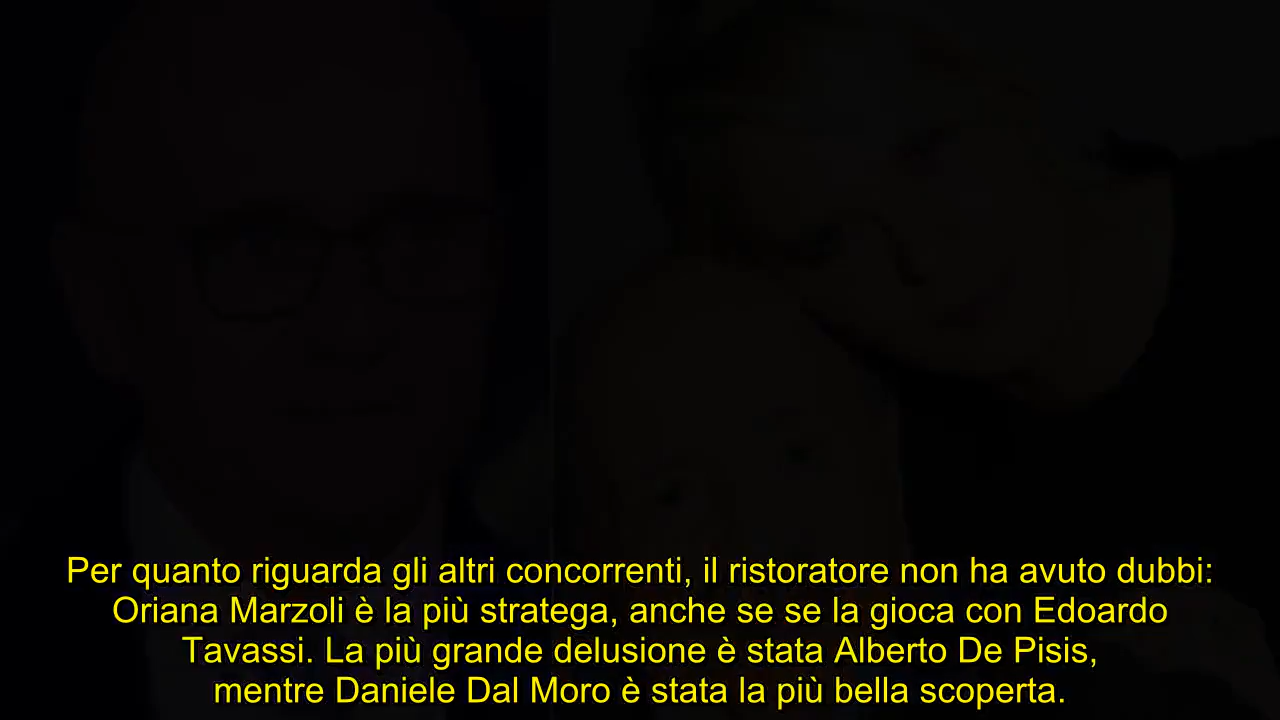 Per quanto riguarda gli altri concorrenti, il ristoratore non ha avuto dubbi:
Oriana Marzoli è la più stratega, anche se se la gioca con Edoardo
Tavassi. La più grande delusione è stata Alberto De Pisis,
mentre Daniele Dal Moro è stata la più bella scoperta.